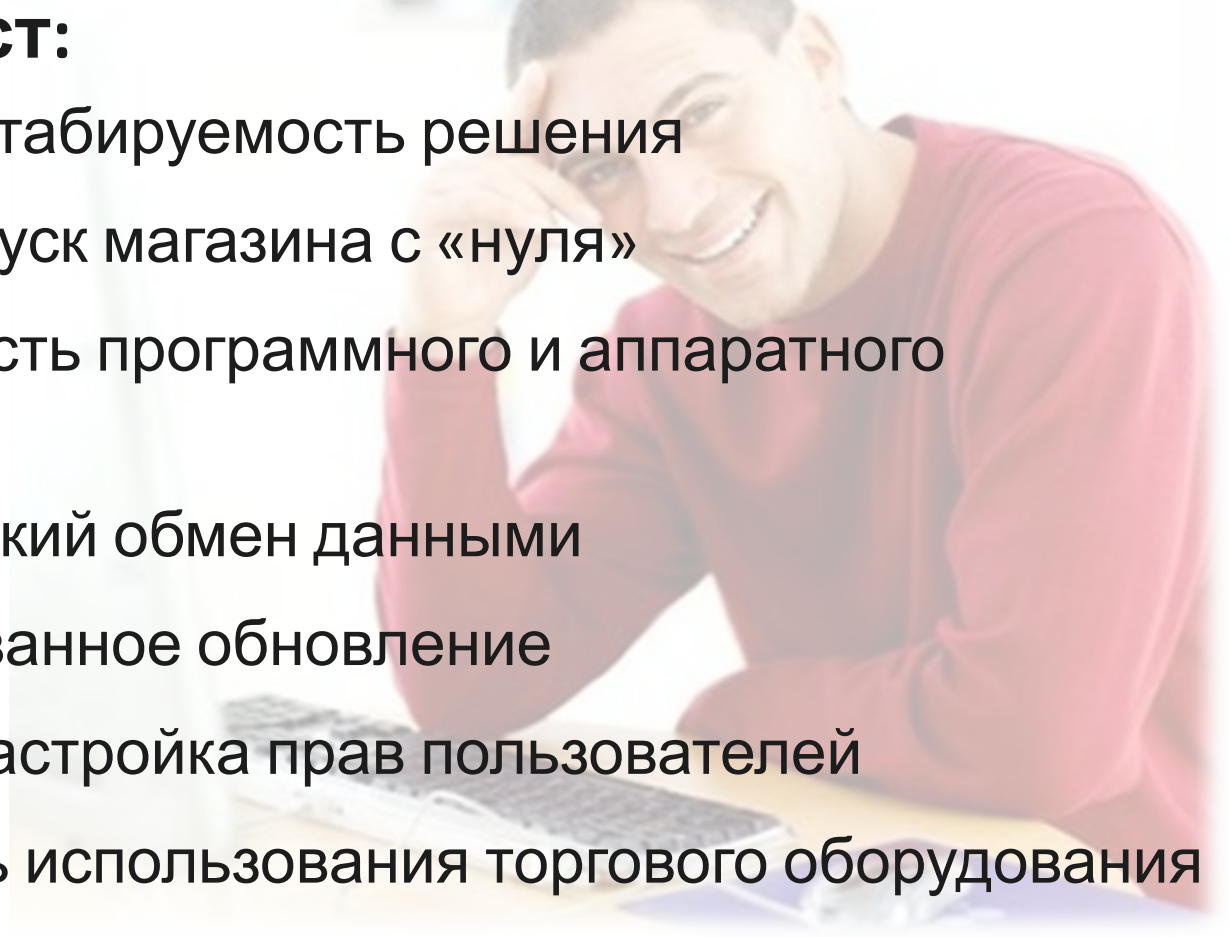 ст:
табируемость решения
уск магазина с «нуля»
сть программного и аппаратного
кий обмен данными
ванное обновление
астройка прав пользователей
ь использования торгового оборудования